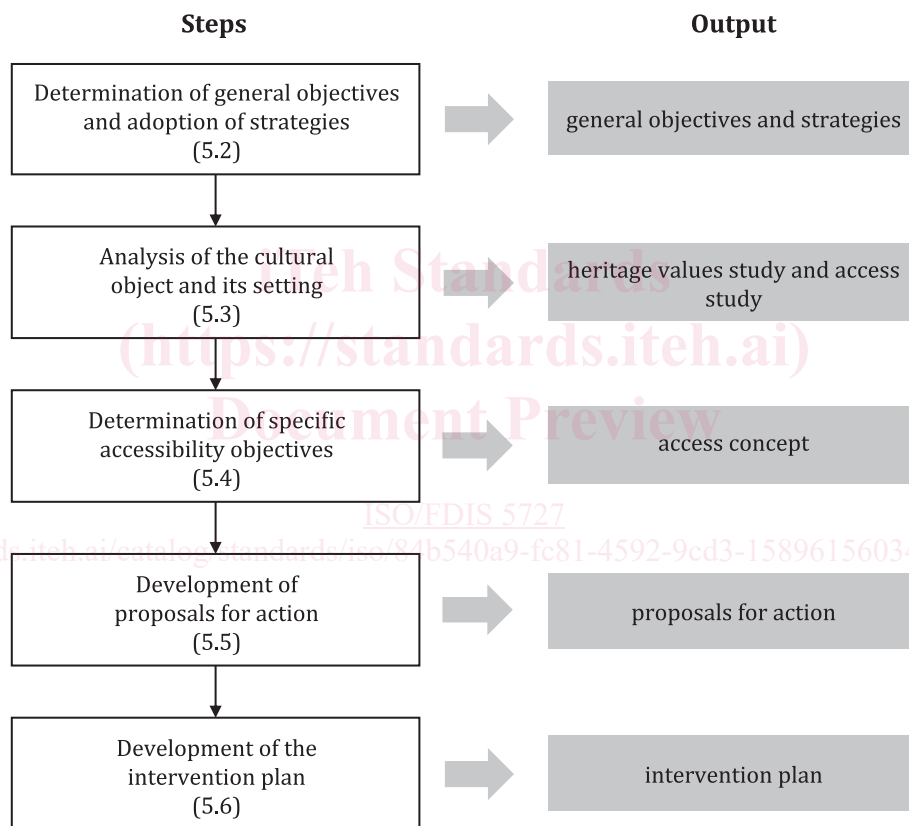 Steps
Output
Determination of general objectives
and adoption of strategies
(5.2)
general objectives and strategies
Analysis of the cultural
object and its setting
(5.3)
heritage values study and access
study
iTeh Standards
(https://standards.iteh.ai)
Document Preview
Determination of specific
accessibility objectives
(5.4)
access concept
ISO/FDIS 5727
ds.iteh.ai/catalog/standards/iso/84b540a9-fc81-4592-9cd3-15896156034
Development of
proposals for action
(5.5)
proposals for action
Development of the
intervention plan
(5.6)
intervention plan